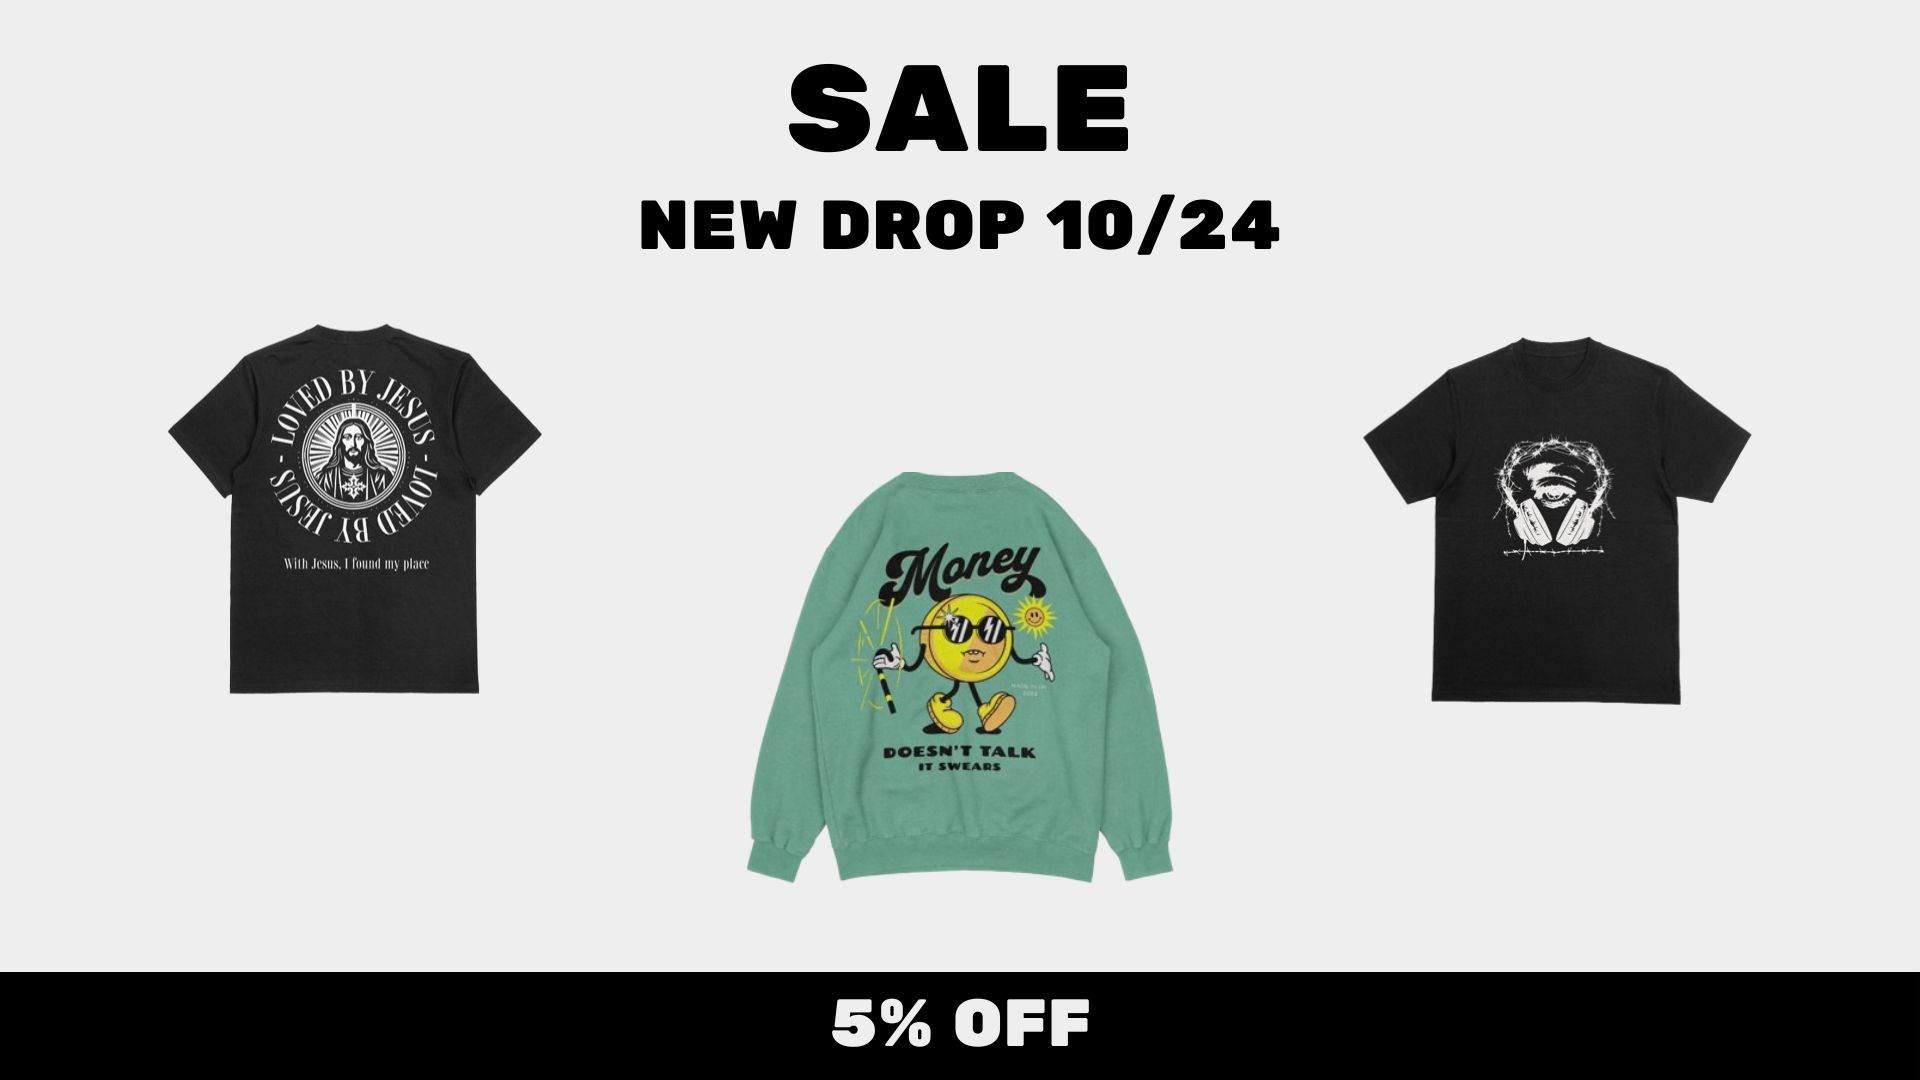 SALE
NEW DROP 10/24
LOVED BY JESUS - LOVED BY JESUS -
With Jesus, I found my place
Money
DOESN'T TALK
IT SWEARS
5% OFF